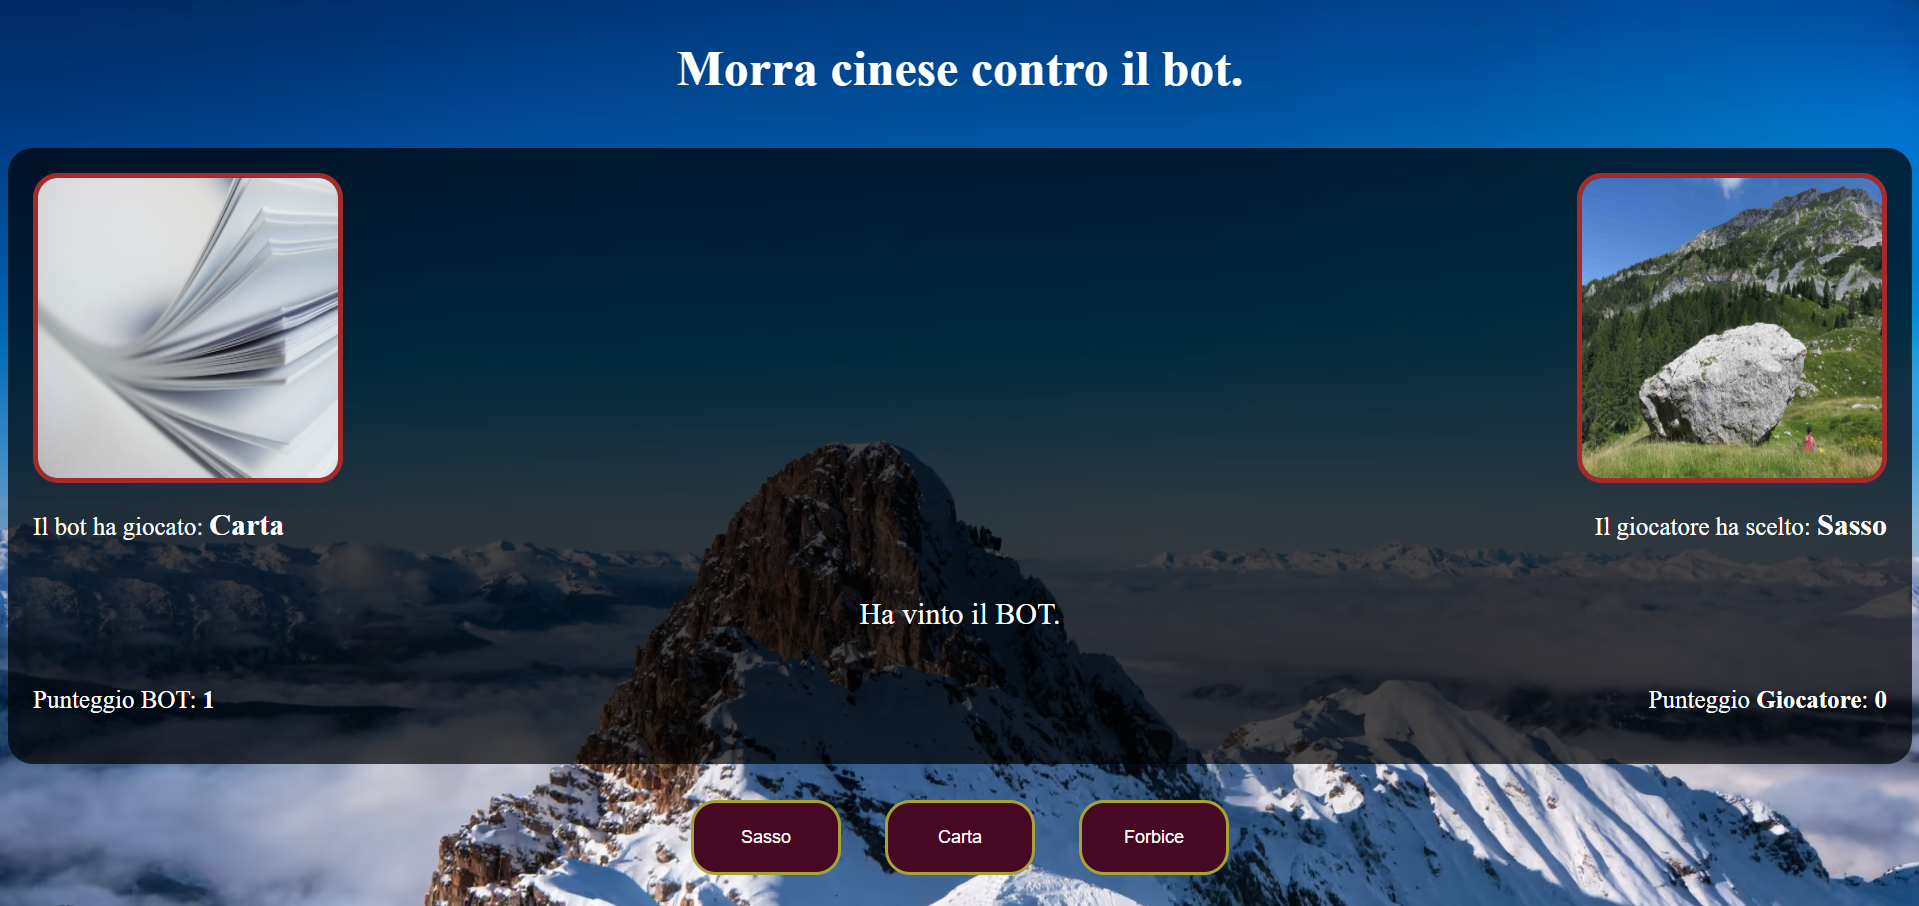 Morra cinese contro il bot.
Il bot ha giocato: Carta
Il giocatore ha scelto: Sasso
Ha vinto il BOT.
Punteggio BOT: 1
Punteggio Giocatore: 0
Sasso
Carta
Forbice